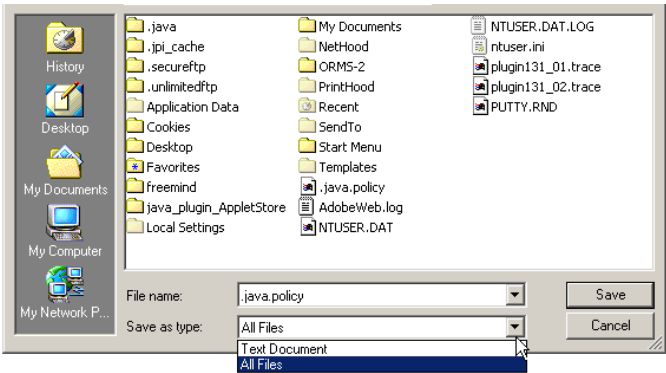 History
Desktop
My Documents
My Computer
My Network P...
.java
.jpi_cache
.secureftp
.unlimitedftp
Application Data
Cookies
Desktop
Favorites
freemind
java_plugin_AppletStore
Local Settings
My Documents
NetHood
ORMS-2
PrintHood
Recent
SendTo
Start Menu
Templates
.java.policy
AdobeWeb.log
NTUSER.DAT
NTUSER.DAT.LOG
ntuser.ini
plugin131_01.trace
plugin131_02.trace
PUTTY.RND
File name: .java.policy Save
Save as type: All Files Cancel
Text Document
All Files